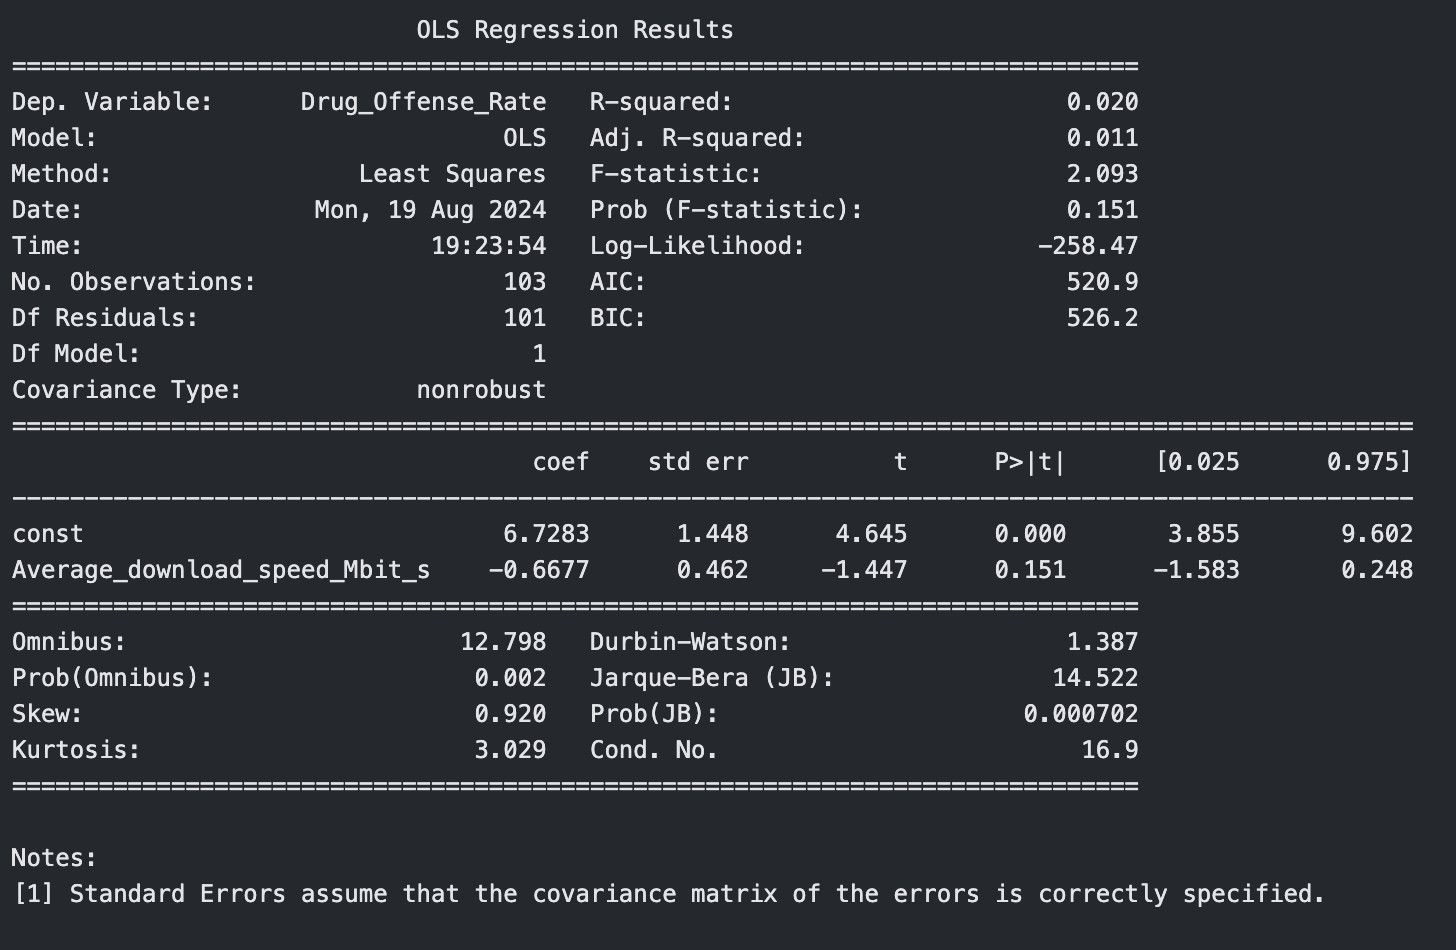 OLS Regression Results
==============================================================================
Dep. Variable: Drug_Offense_Rate R-squared: 0.020
Model: OLS Adj. R-squared: 0.011
Method: Least Squares F-statistic: 2.093
Date: Mon, 19 Aug 2024 Prob (F-statistic): 0.151
Time: 19:23:54 Log-Likelihood: -258.47
No. Observations: 103 AIC: 520.9
Df Residuals: 101 BIC: 526.2
Df Model: 1
Covariance Type: nonrobust
=================================================================================================
coef std err t P>|t| [0.025 0.975]
-------------------------------------------------------------------------------------------------
const 6.7283 1.448 4.645 0.000 3.855 9.602
Average_download_speed_Mbit_s -0.6677 0.462 -1.447 0.151 -1.583 0.248
==============================================================================
Omnibus: 12.798 Durbin-Watson: 1.387
Prob(Omnibus): 0.002 Jarque-Bera (JB): 14.522
Skew: 0.920 Prob(JB): 0.000702
Kurtosis: 3.029 Cond. No. 16.9
==============================================================================
Notes:
[1] Standard Errors assume that the covariance matrix of the errors is correctly specified.